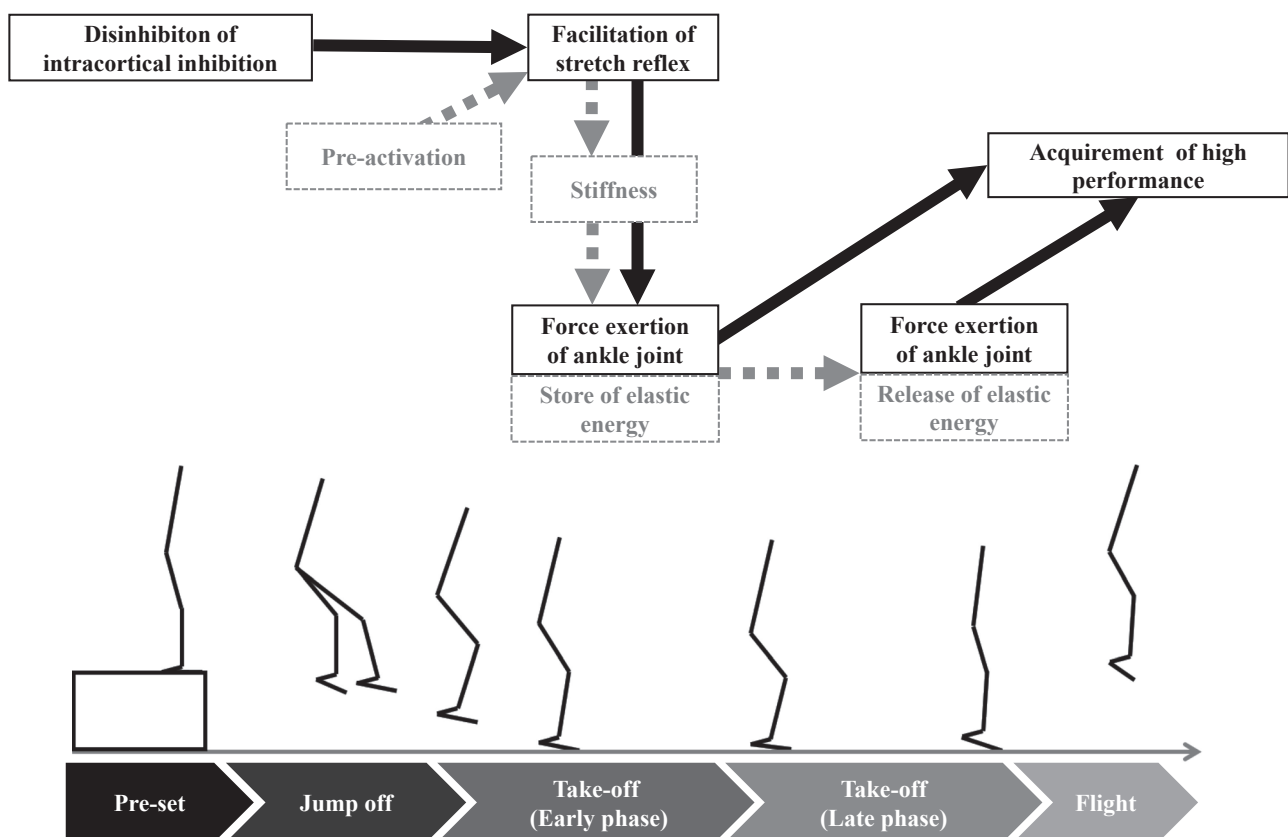 Disinhibiton of
intracortical inhibition
Facilitation of
stretch reflex
Pre-activation
Stiffness
Acquirement of high
performance
Force exertion
of ankle joint
Store of elastic
energy
Force exertion
of ankle joint
Release of elastic
energy
Pre-set
Jump off
Take-off
(Early phase)
Take-off
(Late phase)
Flight